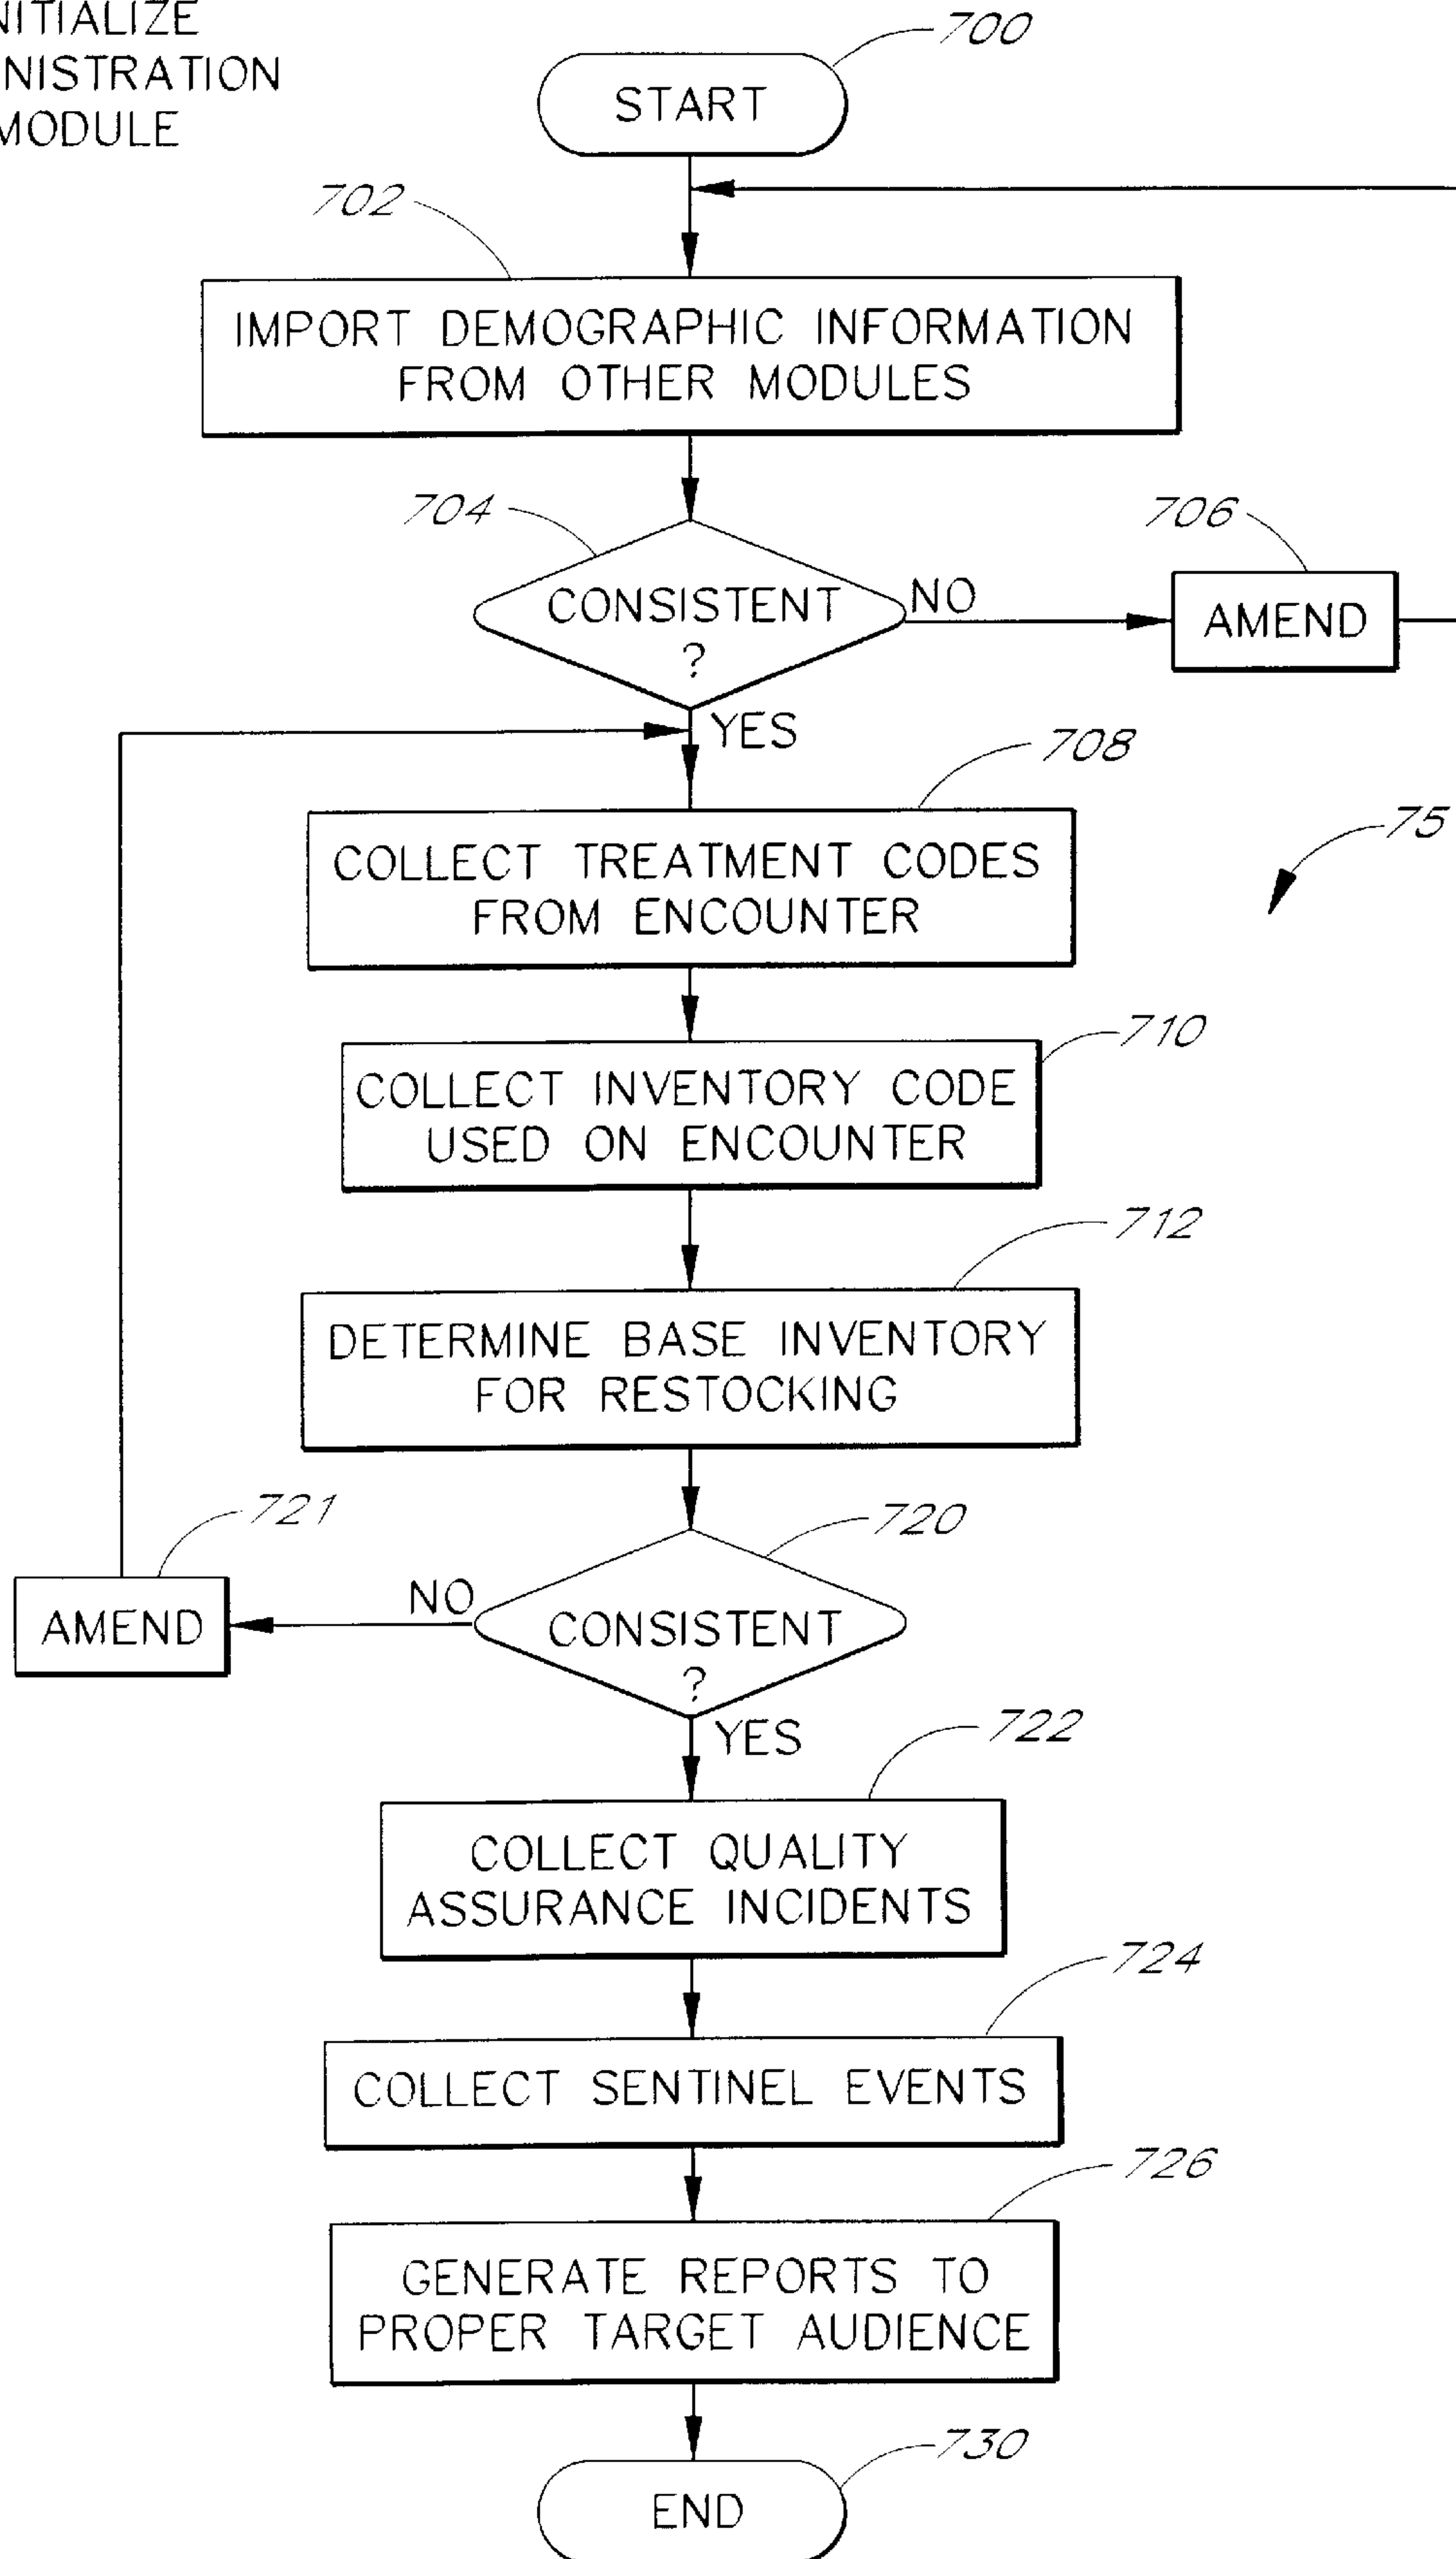 NITIALIZE
NISTRATION
MODULE
700
START
702
IMPORT DEMOGRAPHIC INFORMATION
FROM OTHER MODULES
704
CONSISTENT
?
NO
706
AMEND
YES
708
COLLECT TREATMENT CODES
FROM ENCOUNTER
75
710
COLLECT INVENTORY CODE
USED ON ENCOUNTER
712
DETERMINE BASE INVENTORY
FOR RESTOCKING
721
AMEND
NO
720
CONSISTENT
?
YES
722
COLLECT QUALITY
ASSURANCE INCIDENTS
724
COLLECT SENTINEL EVENTS
726
GENERATE REPORTS TO
PROPER TARGET AUDIENCE
730
END